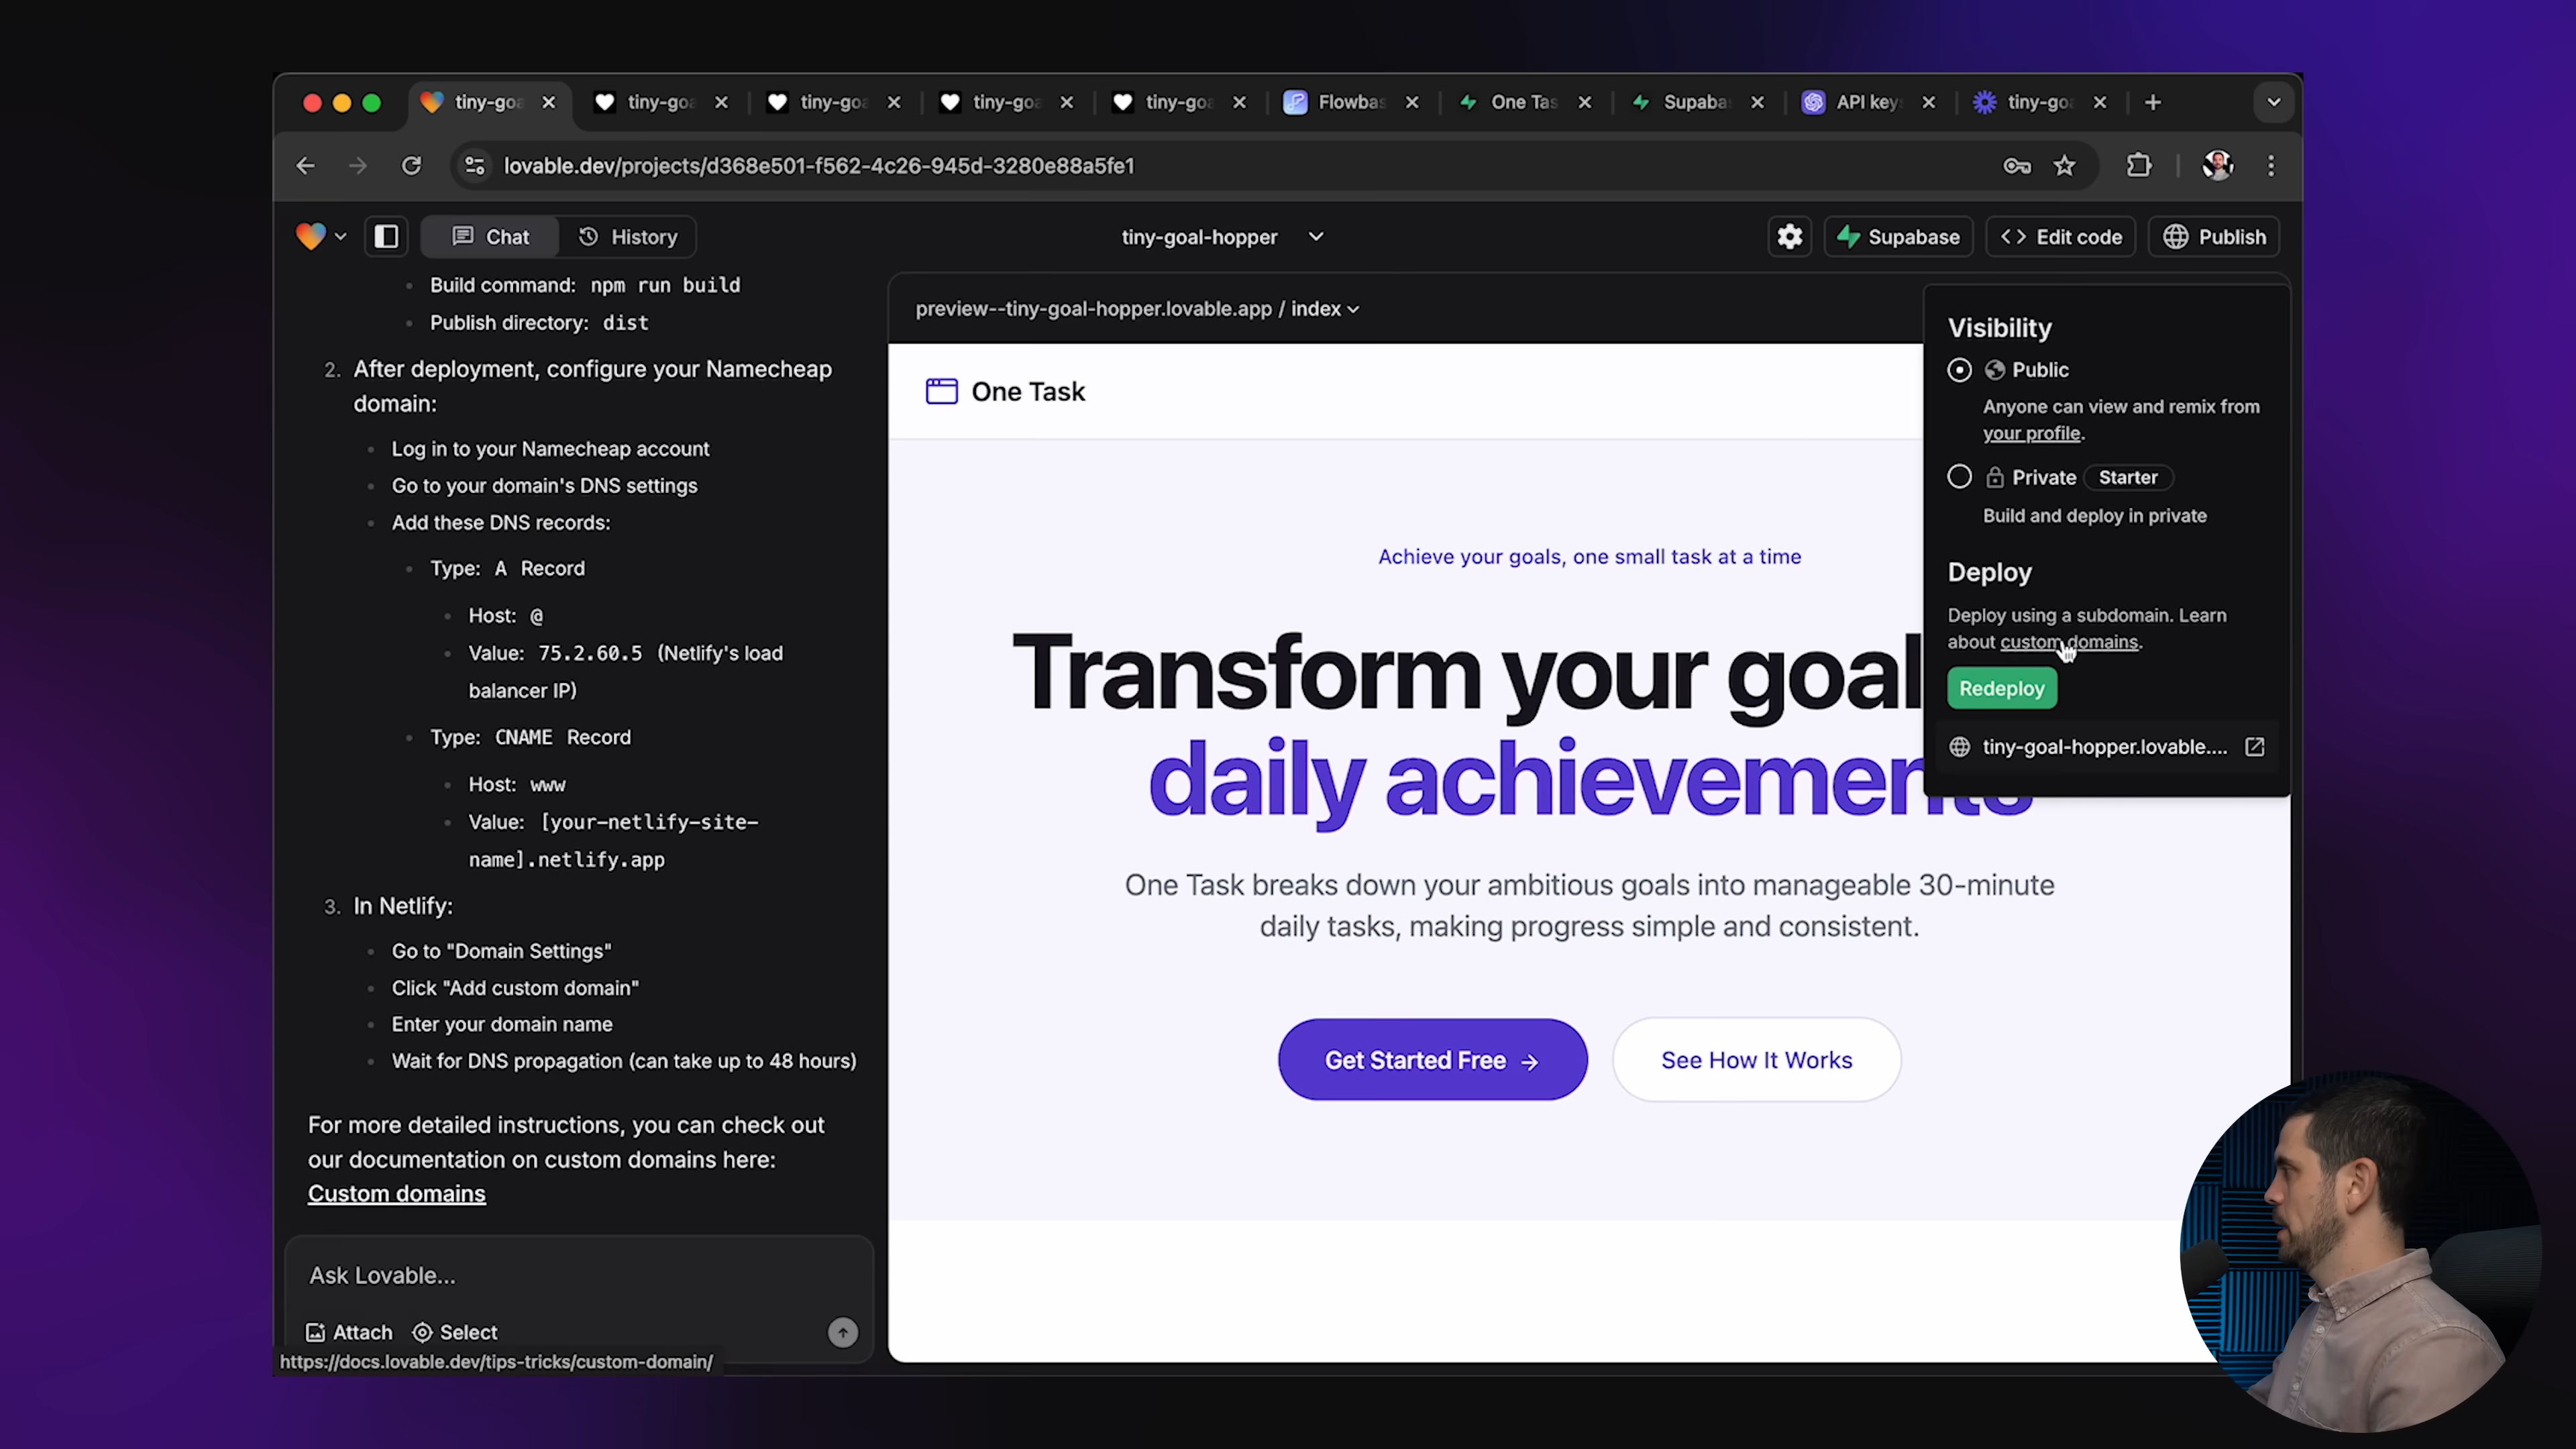 tiny-goa
tiny-goa
tiny-goa
tiny-goa
tiny-goa
Flowbas
One Tas
Supaba
API key
tiny-goa
lovable.dev/projects/d368e501-f562-4c26-945d-3280e88a5fe1
Chat
History
tiny-goal-hopper
Supabase
Edit code
Publish
Build command: npm run build
Publish directory: dist
2. After deployment, configure your Namecheap
domain:
Log in to your Namecheap account
Go to your domain's DNS settings
Add these DNS records:
Type: A Record
Host: @
Value: 75.2.60.5 (Netlify's load
balancer IP)
Type: CNAME Record
Host: www
Value: [your-netlify-site-
name].netlify.app
3. In Netlify:
Go to "Domain Settings"
Click "Add custom domain"
Enter your domain name
Wait for DNS propagation (can take up to 48 hours)
For more detailed instructions, you can check out
our documentation on custom domains here:
Custom domains
Ask Lovable...
Attach
Select
https://docs.lovable.dev/tips-tricks/custom-domain/
preview--tiny-goal-hopper.lovable.app / index
One Task
Achieve your goals, one small task at a time
Transform your goal
daily achievements
One Task breaks down your ambitious goals into manageable 30-minute
daily tasks, making progress simple and consistent.
Get Started Free →
See How It Works
Visibility
Public
Anyone can view and remix from
your profile.
Private Starter
Build and deploy in private
Deploy
Deploy using a subdomain. Learn
about custom domains.
Redeploy
tiny-goal-hopper.lovable....